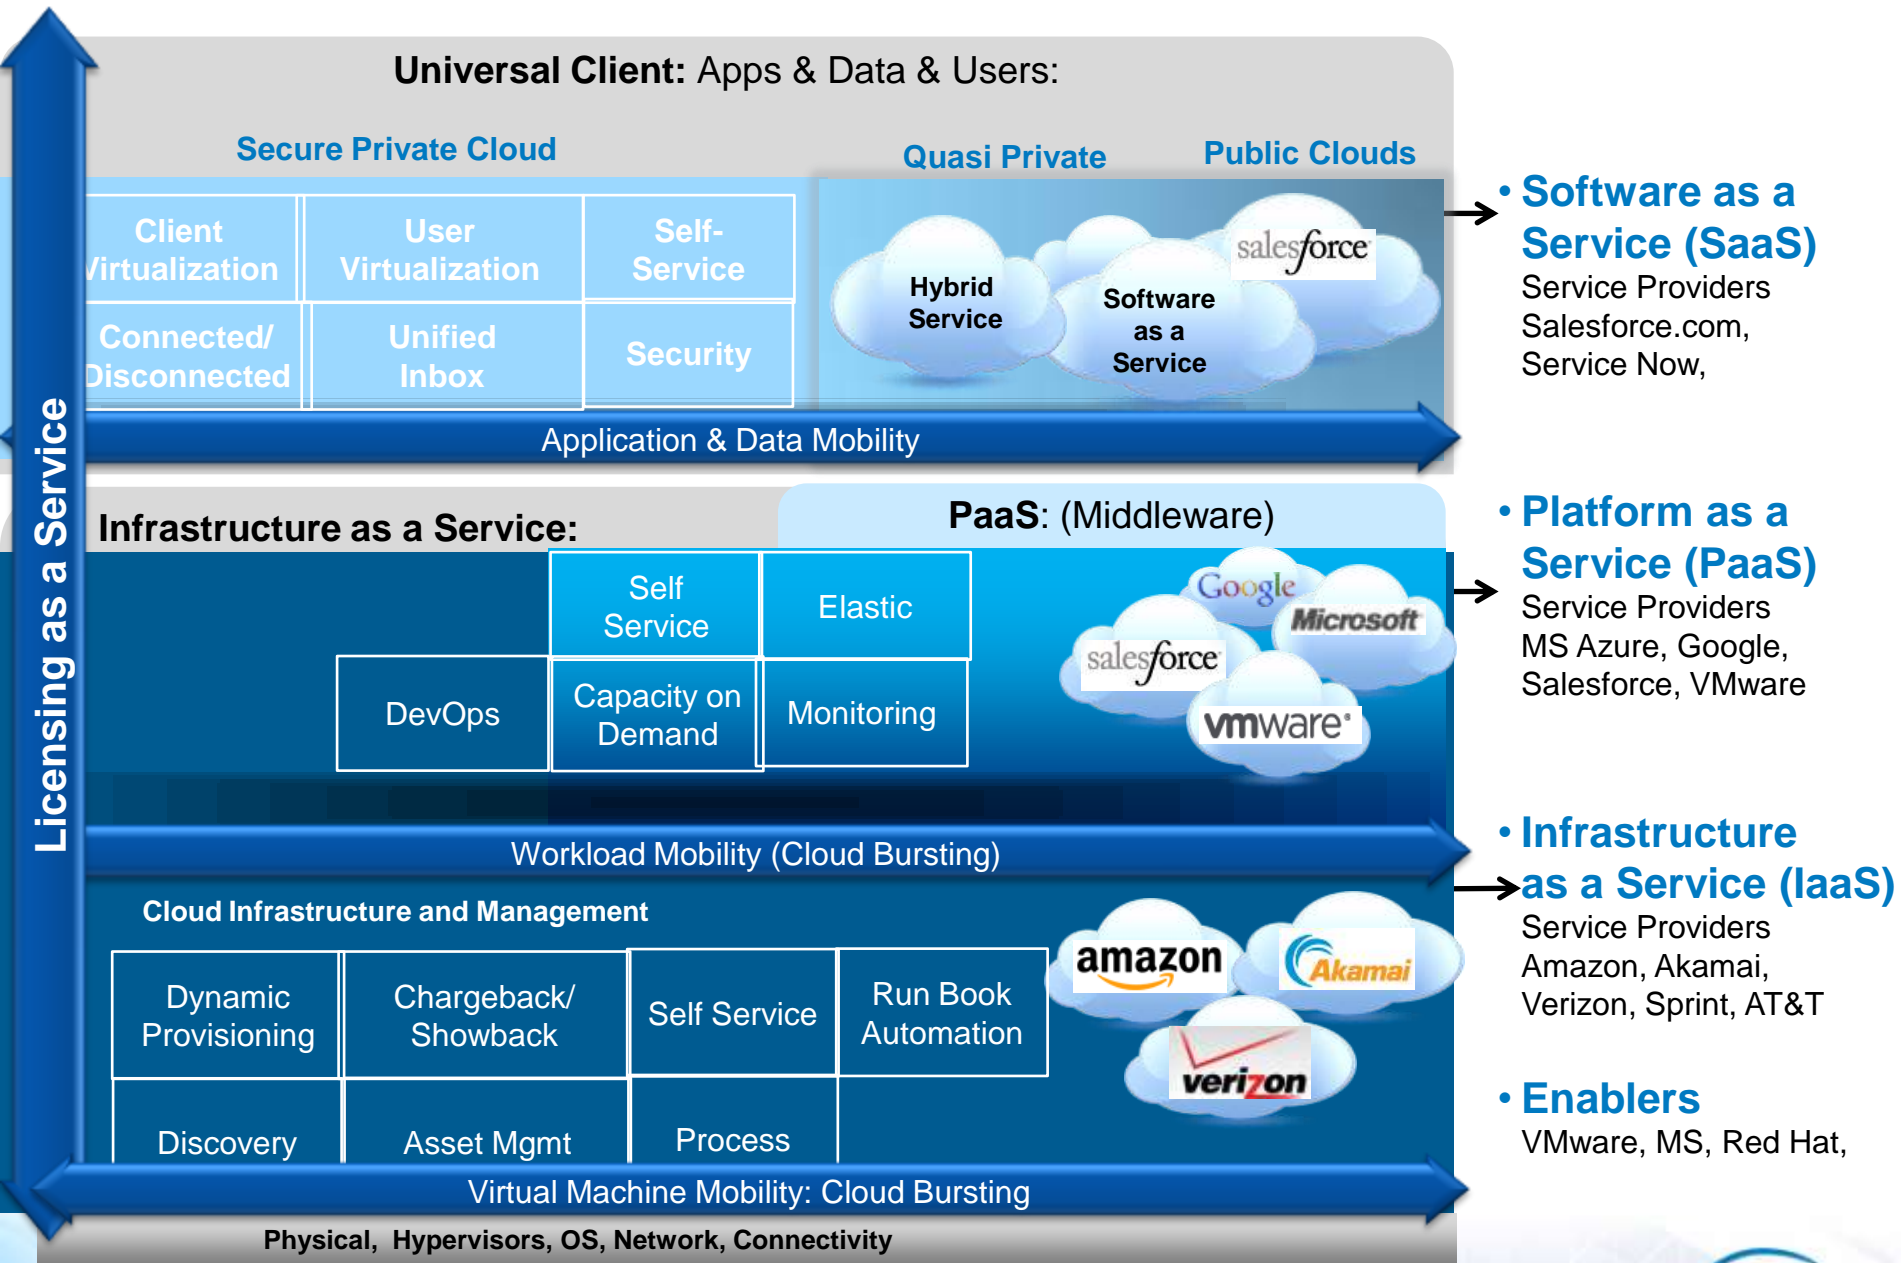 Universal Client: Apps & Data & Users:
Secure Private Cloud
Quasi Private
Public Clouds
Client
Virtualization
User
Virtualization
Self-
Service
Connected/
Disconnected
Unified
Inbox
Security
Hybrid
Service
Software
as a
Service
salesforce
Application & Data Mobility
Licensing as a Service
Infrastructure as a Service:
PaaS: (Middleware)
Self
Service
Elastic
DevOps
Capacity on
Demand
Monitoring
Google
Microsoft
salesforce
vmware
Workload Mobility (Cloud Bursting)
Cloud Infrastructure and Management
Dynamic
Provisioning
Chargeback/
Showback
Self Service
Run Book
Automation
Discovery
Asset Mgmt
Process
amazon
Akamai
verizon
Virtual Machine Mobility: Cloud Bursting
Physical, Hypervisors, OS, Network, Connectivity
• Software as a
Service (SaaS)
Service Providers
Salesforce.com,
Service Now,
• Platform as a
Service (PaaS)
Service Providers
MS Azure, Google,
Salesforce, VMware
• Infrastructure
as a Service (IaaS)
Service Providers
Amazon, Akamai,
Verizon, Sprint, AT&T
• Enablers
VMware, MS, Red Hat,